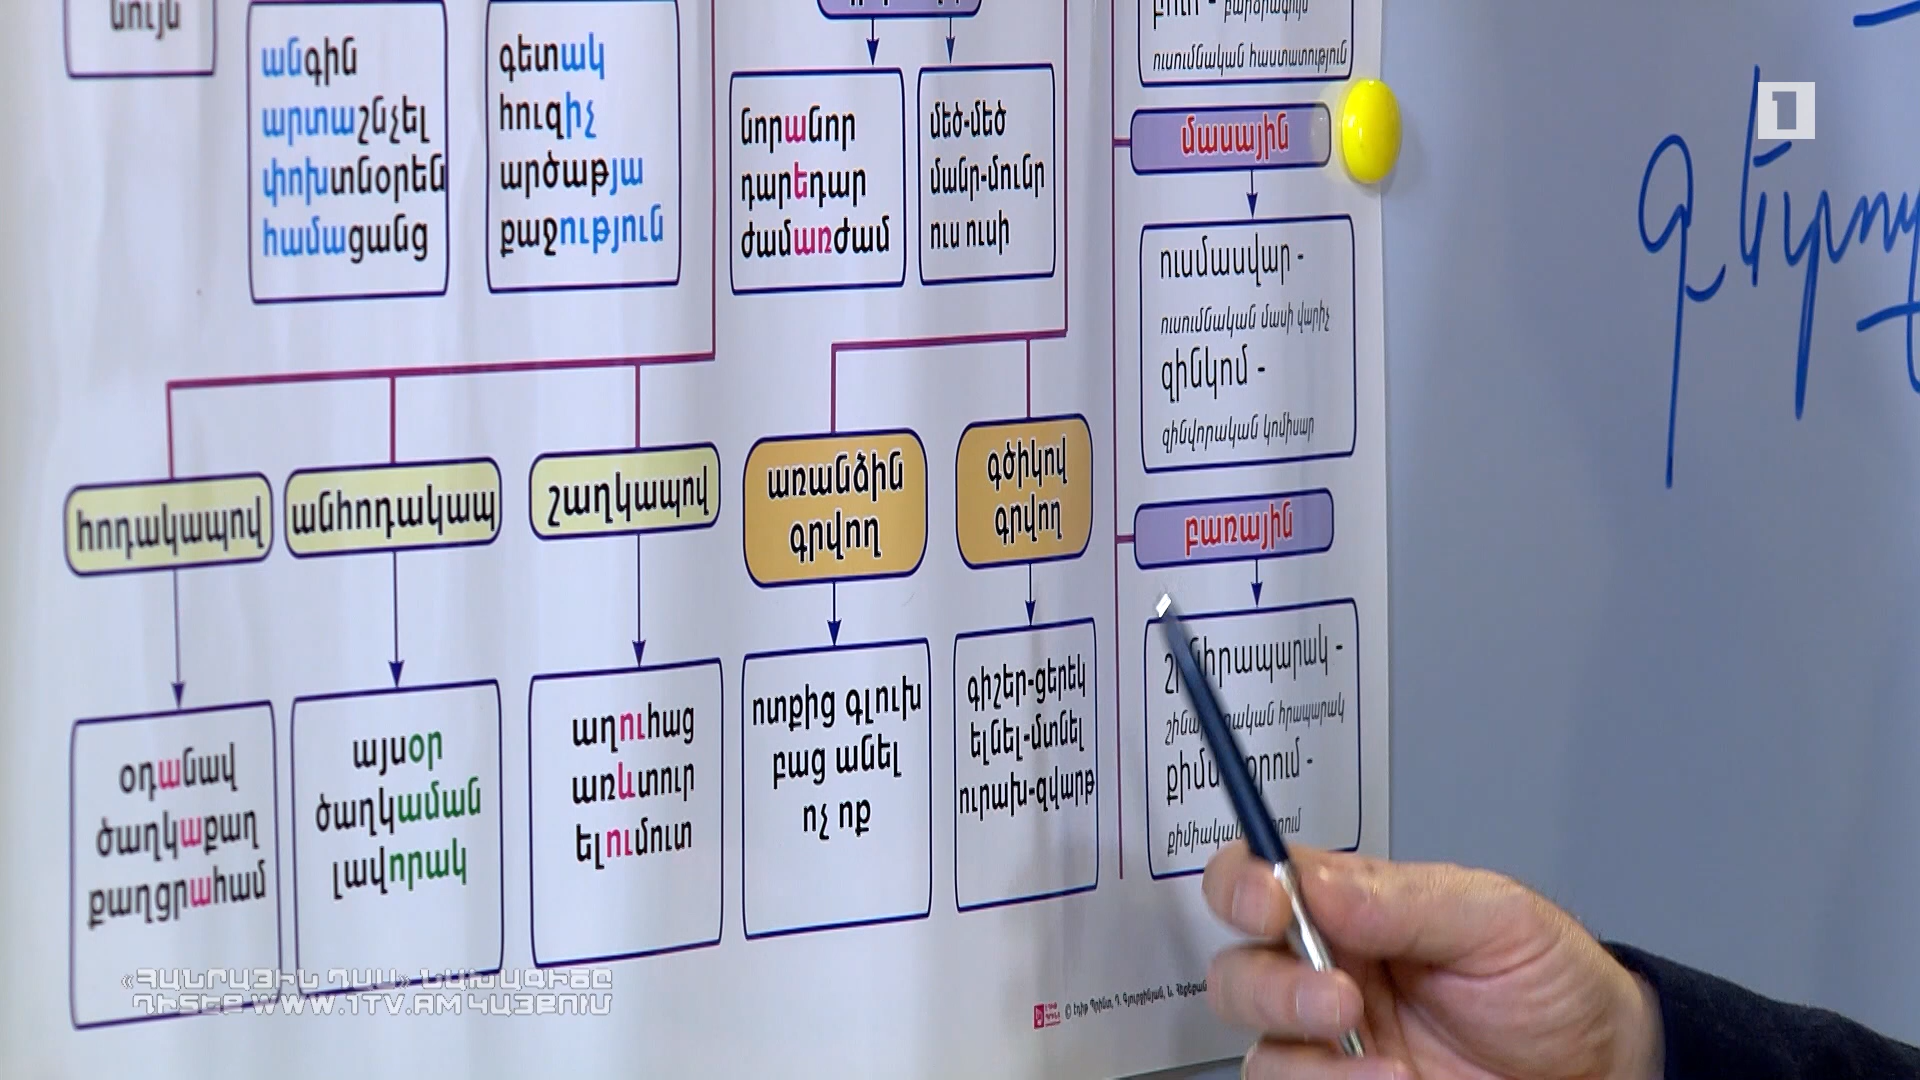 նույն
անգին
արտաշնչել
փոխտնօրեն
համացանց
գետակ
հուզիչ
արծաթյա
քաջություն
նորանոր
դարեդար
ժամառժամ
մեծ-մեծ
մանր-մունր
ուս ուսի
ուսումնական հաստատություն
մասային
ուսմասվար -
ուսումնական մասի վարիչ
զինկոմ -
զինվորական կոմիսար
հոդակապով
անհոդակապ
շաղկապով
առանձին
գրվող
գծիկով
գրվող
բառային
օդանավ
ծաղկաքաղ
քաղցրահամ
այսօր
ծաղկաման
լավորակ
աղուհաց
առևտուր
ելումուտ
ոտքից գլուխ
բաց անել
ոչ ոք
գիշեր-ցերեկ
ելնել-մտնել
ուրախ-զվարթ
հրապարակ
«ՀԱՆՐԱՅԻՆ ԴԱՍ» ՆԱԽԱԳԻԾԸ
ԴԻՏԵՔ WWW.1TV.AM ԿԱՅՔՈՒՄ
1